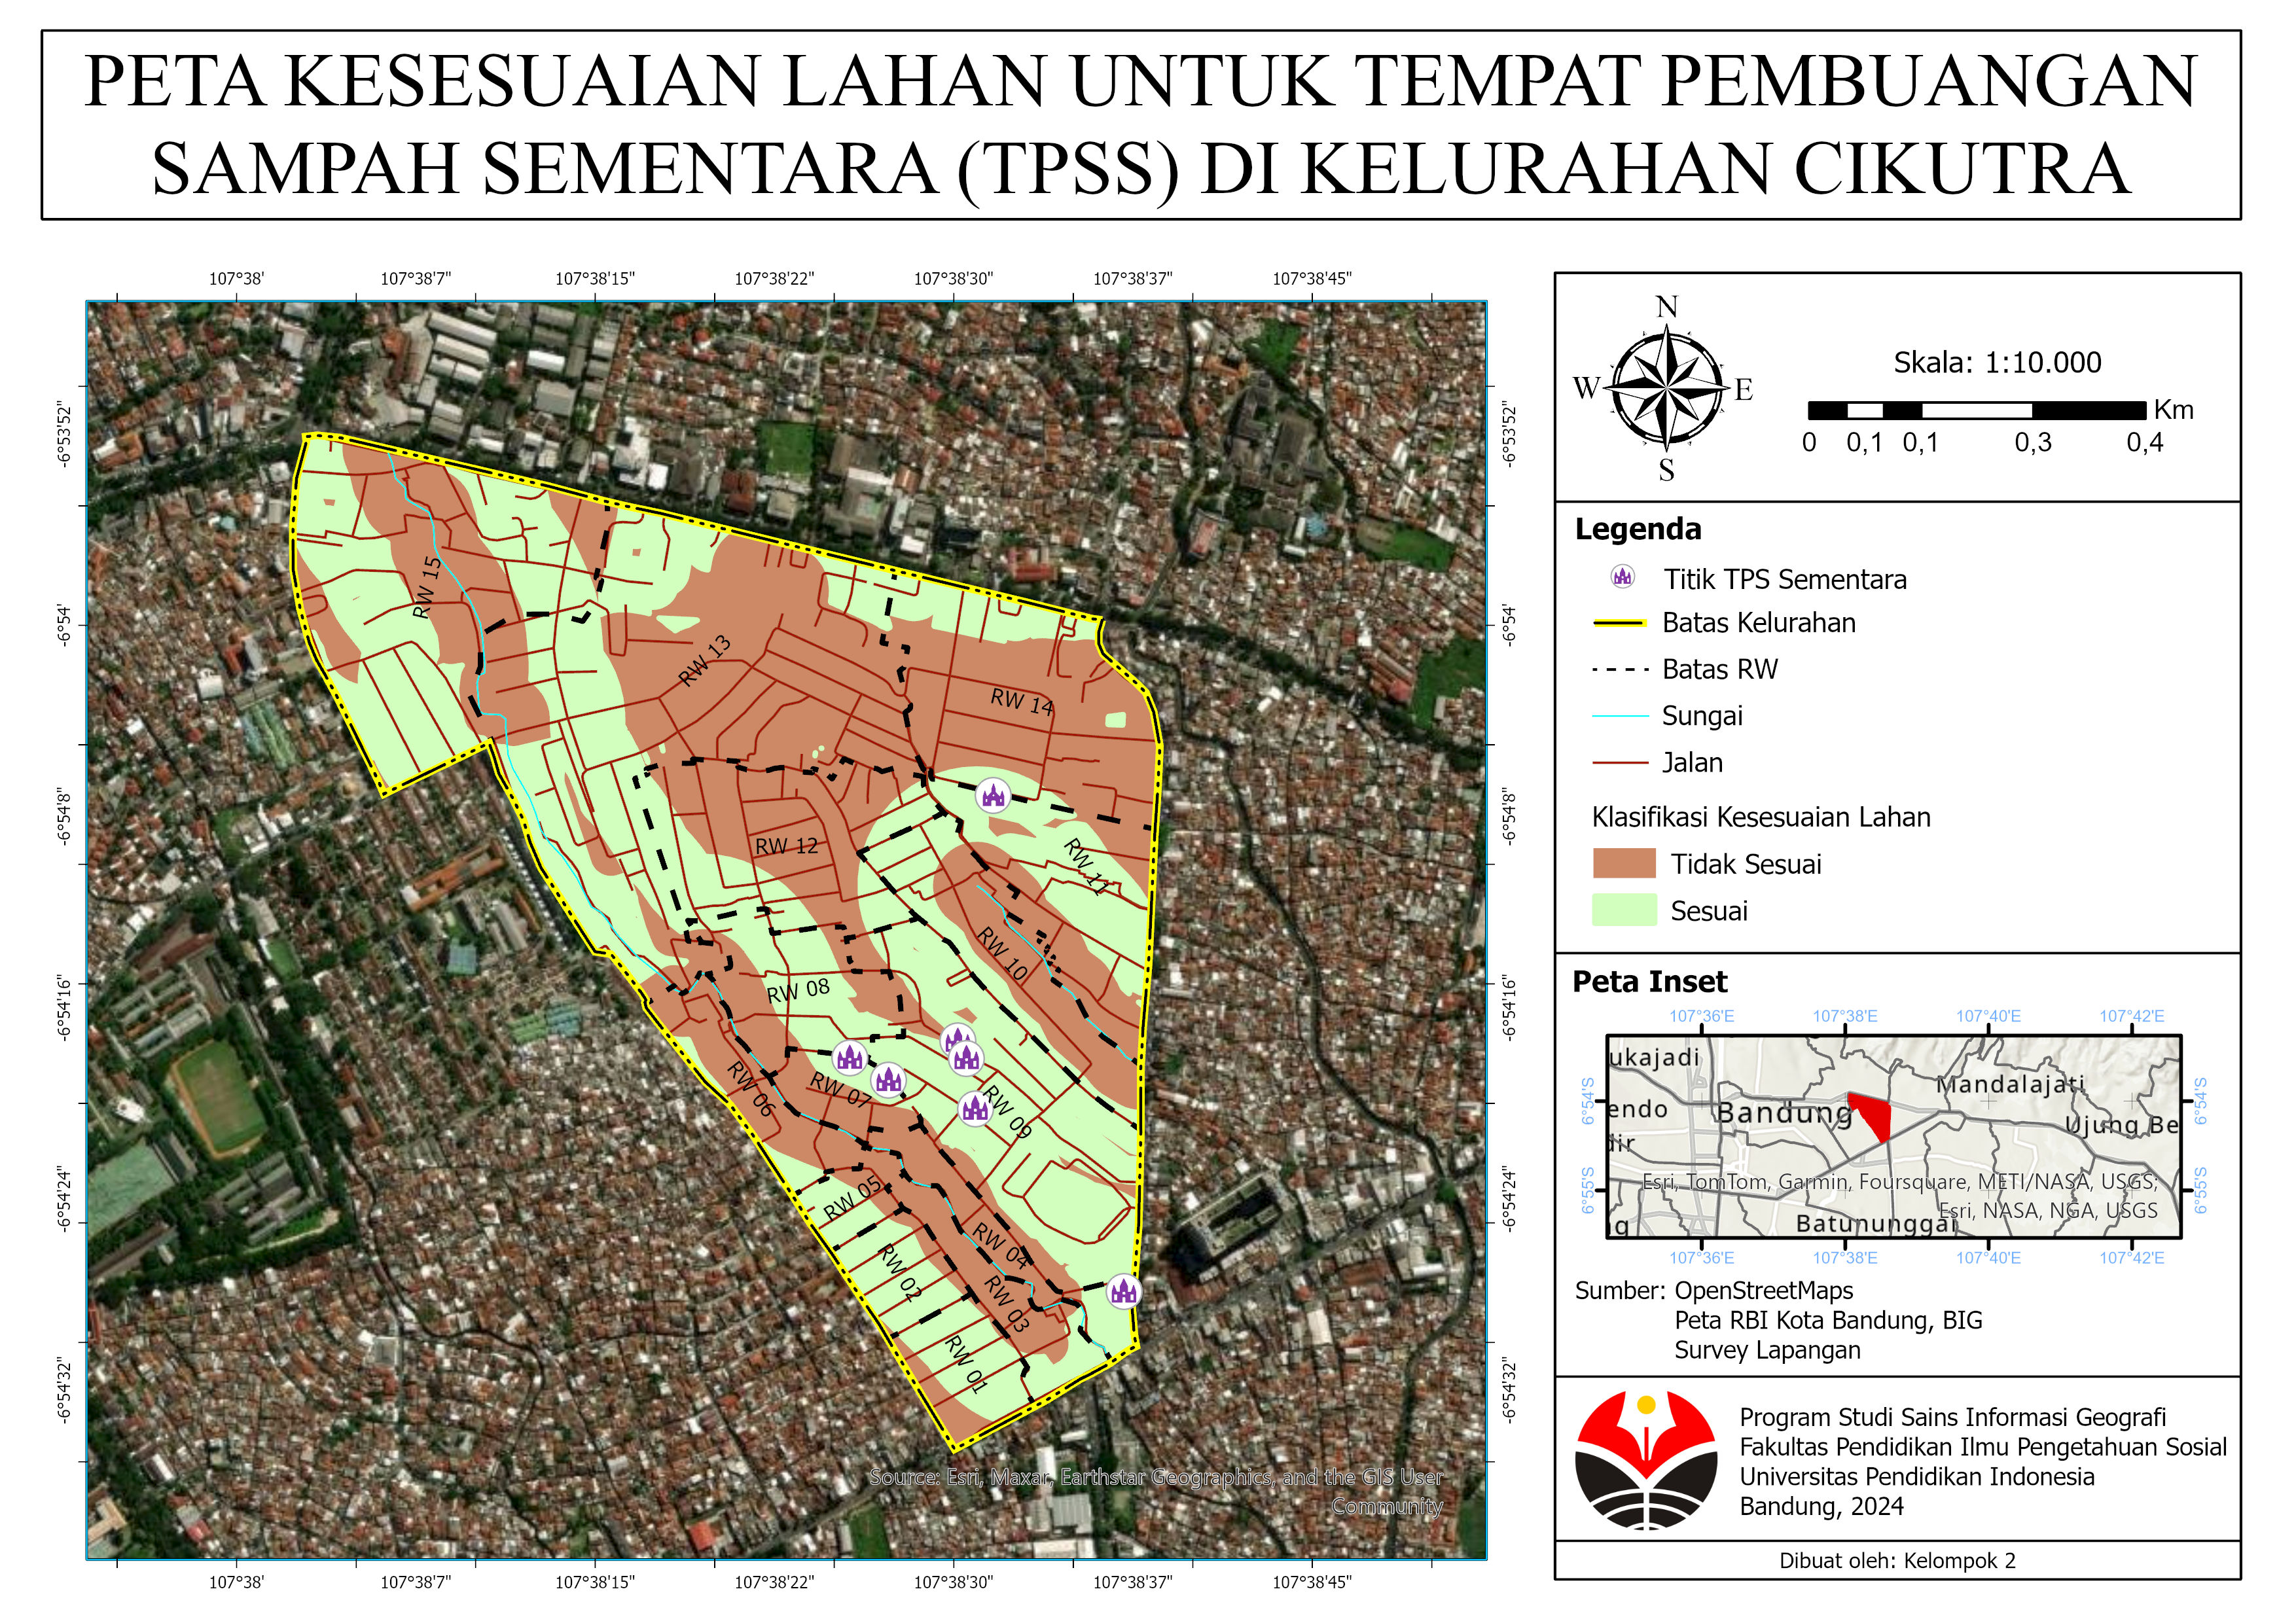 PETA KESESUAIAN LAHAN UNTUK TEMPAT PEMBUANGAN
SAMPAH SEMENTARA (TPSS) DI KELURAHAN CIKUTRA
107°38' 107°38'7" 107°38'15" 107°38'22" 107°38'30" 107°38'37" 107°38'45"
-6°53'52" -6°53'52"
-6°54' -6°54'
-6°54'8" -6°54'8"
-6°54'16" -6°54'16"
-6°54'24" -6°54'24"
-6°54'32" -6°54'32"
RW 15
RW 13
RW 14
RW 12
RW 11
RW 10
RW 08
RW 06
RW 07
RW 09
RW 05
RW 04
RW 02
RW 03
RW 01
Source: Esri, Maxar, Earthstar Geographics, and the GIS User
Community
107°38' 107°38'7" 107°38'15" 107°38'22" 107°38'30" 107°38'37" 107°38'45"
N
W E
S
Skala: 1:10.000
Km
0 0,1 0,1 0,3 0,4
Legenda
Titik TPS Sementara
Batas Kelurahan
Batas RW
Sungai
Jalan
Klasifikasi Kesesuaian Lahan
Tidak Sesuai
Sesuai
Peta Inset
107°36'E 107°38'E 107°40'E 107°42'E
6°54'S 6°54'S
6°55'S 6°55'S
ukajadi
Mandalajati
endo
Bandung
Ujung Be
dir
Esri, TomTom, Garmin, Foursquare, METI/NASA, USGS;
Esri, NASA, NGA, USGS
ng
Batununggal
107°36'E 107°38'E 107°40'E 107°42'E
Sumber: OpenStreetMaps
Peta RBI Kota Bandung, BIG
Survey Lapangan
Program Studi Sains Informasi Geografi
Fakultas Pendidikan Ilmu Pengetahuan Sosial
Universitas Pendidikan Indonesia
Bandung, 2024
Dibuat oleh: Kelompok 2